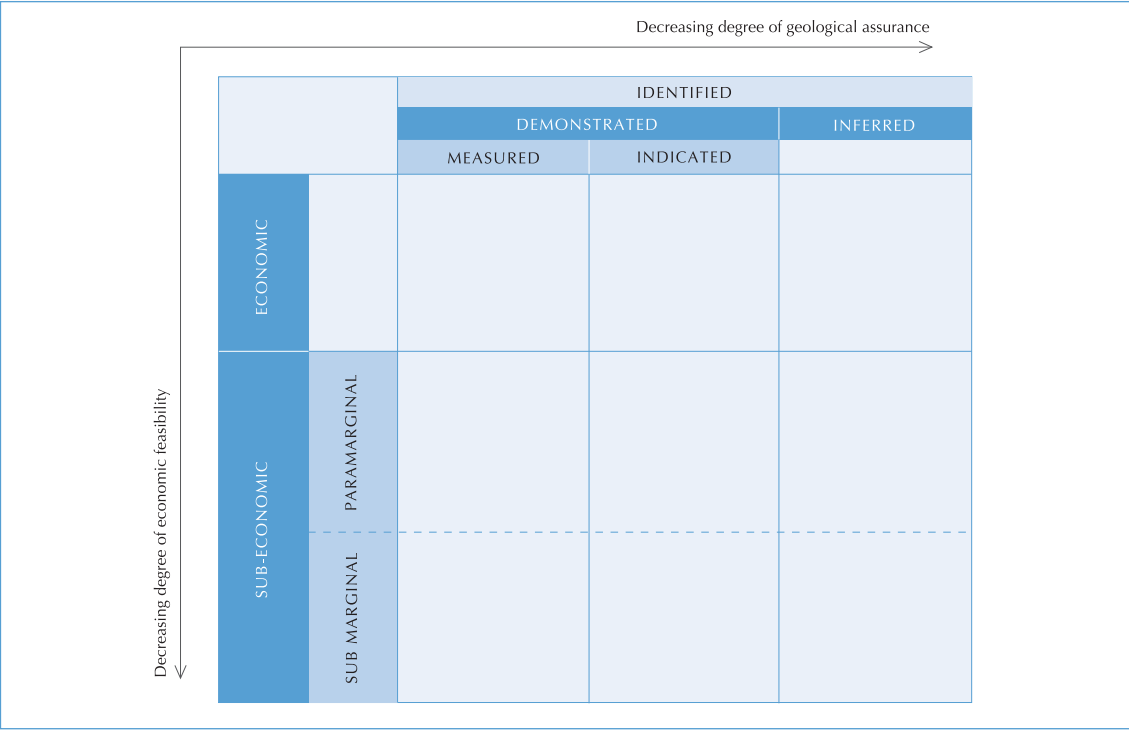 Decreasing degree of geological assurance
IDENTIFIED
DEMONSTRATED
INFERRED
MEASURED
INDICATED
ECONOMIC
SUB-ECONOMIC
PARAMARGINAL
SUB MARGINAL
Decreasing degree of economic feasibility